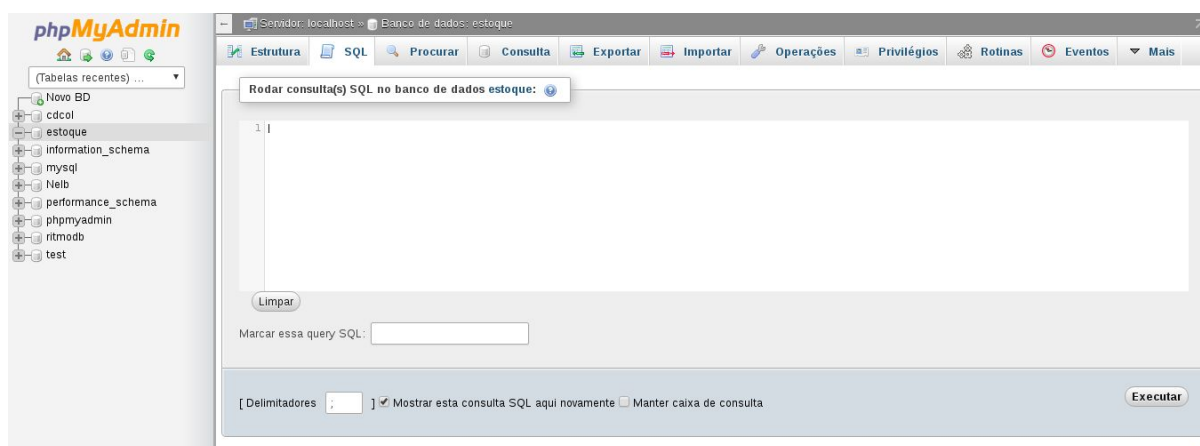 phpMyAdmin
(Tabelas recentes) ...
Novo BD
cdcol
estoque
information_schema
mysql
Nelb
performance_schema
phpmyadmin
ritmodb
test
Servidor: localhost » Banco de dados: estoque
Estrutura SQL Procurar Consulta Exportar Importar Operações Privilégios Rotinas Eventos Mais
Rodar consulta(s) SQL no banco de dados estoque:
1
Limpar
Marcar essa query SQL:
[ Delimitadores ; ] Mostrar esta consulta SQL aqui novamente Manter caixa de consulta
Executar